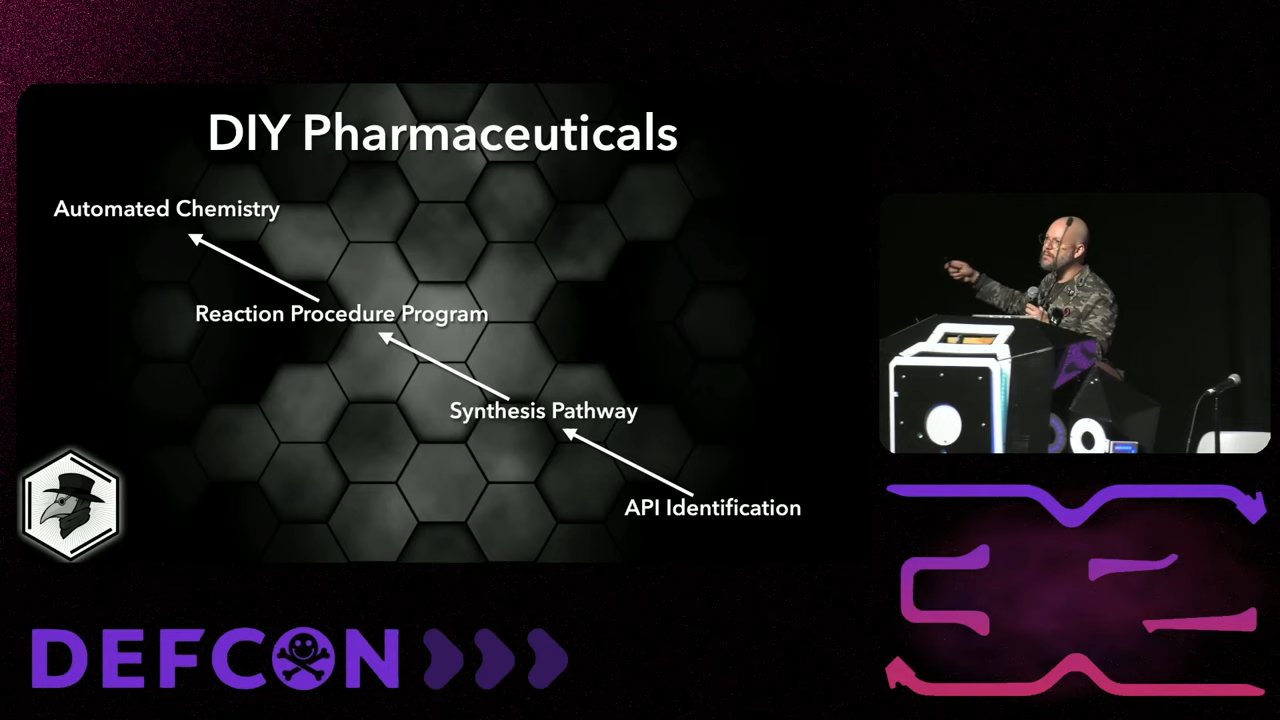 DIY Pharmaceuticals
Automated Chemistry
Reaction Procedure Program
Synthesis Pathway
API Identification
DEFCON